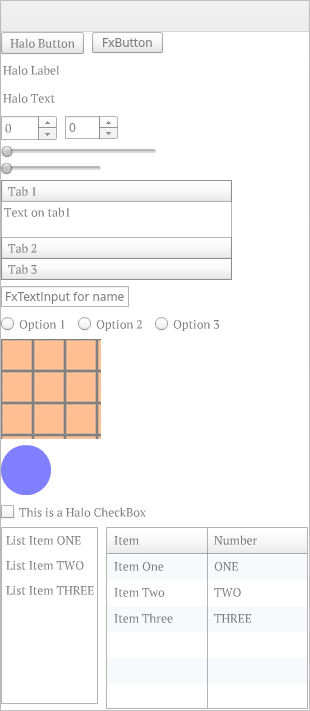 Halo Button FxButton
Halo Label
Halo Text
0 0
Tab 1
Text on tab1
Tab 2
Tab 3
FxTextInput for name
Option 1 Option 2 Option 3
This is a Halo CheckBox
List Item ONE
List Item TWO
List Item THREE
Item Number
Item One ONE
Item Two TWO
Item Three THREE